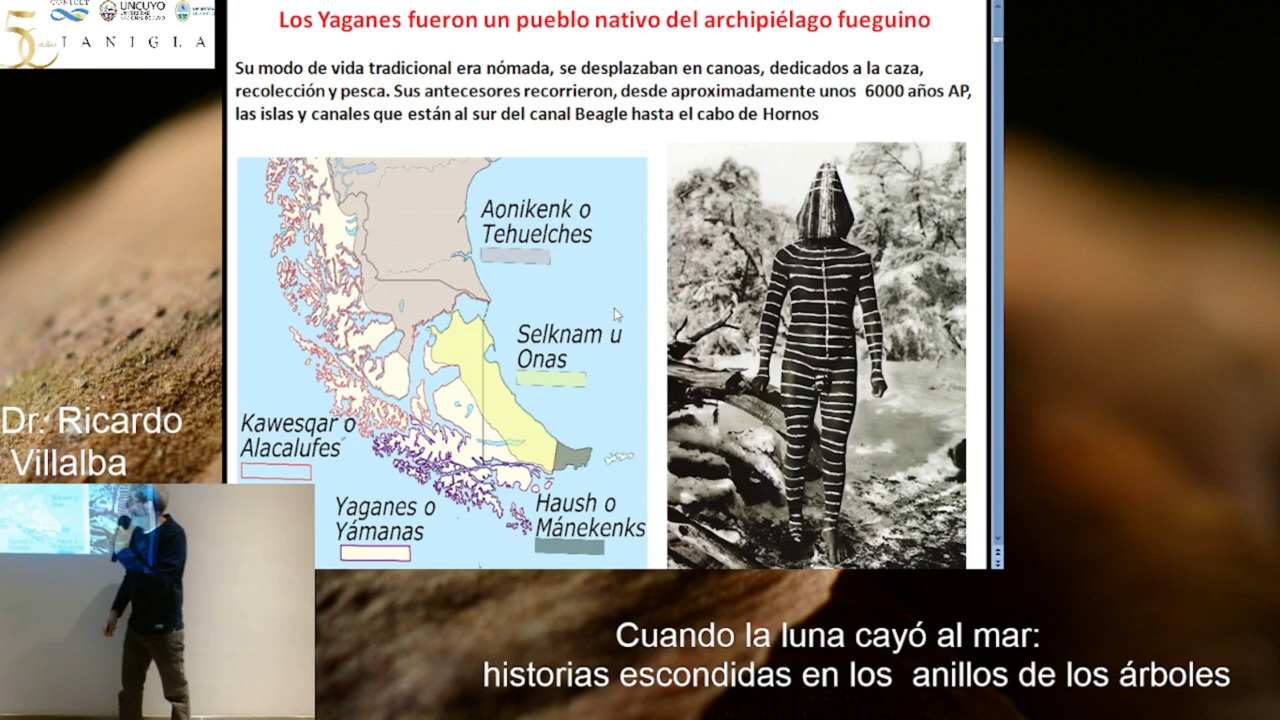 CONICET
UNCUYO
50 años
IANIGLA
Los Yaganes fueron un pueblo nativo del archipiélago fueguino
Su modo de vida tradicional era nómada, se desplazaban en canoas, dedicados a la caza,
recolección y pesca. Sus antecesores recorrieron, desde aproximadamente unos 6000 años AP,
las islas y canales que están al sur del canal Beagle hasta el cabo de Hornos
Aonikenk o
Tehuelches
Selknam u
Onas
Kawesqar o
Alacalufes
Yaganes o
Yámanas
Haush o
Mánekenks
Dr. Ricardo
Villalba
Cuando la luna cayó al mar:
historias escondidas en los anillos de los árboles